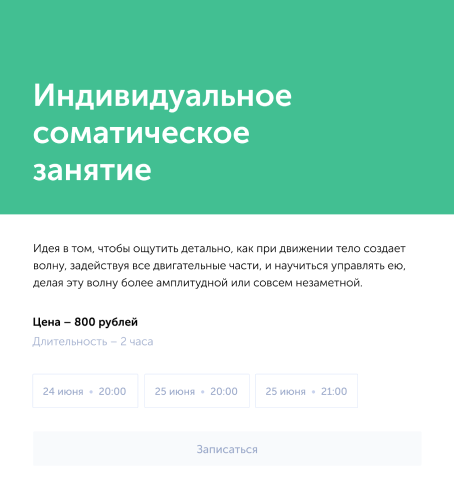 Индивидуальное
соматическое
занятие
Идея в том, чтобы ощутить детально, как при движении тело создает
волну, задействуя все двигательные части, и научиться управлять ею,
делая эту волну более амплитудной или совсем незаметной.
Цена – 800 рублей
Длительность – 2 часа
24 июня • 20:00 25 июня • 20:00 25 июня • 21:00
Записаться